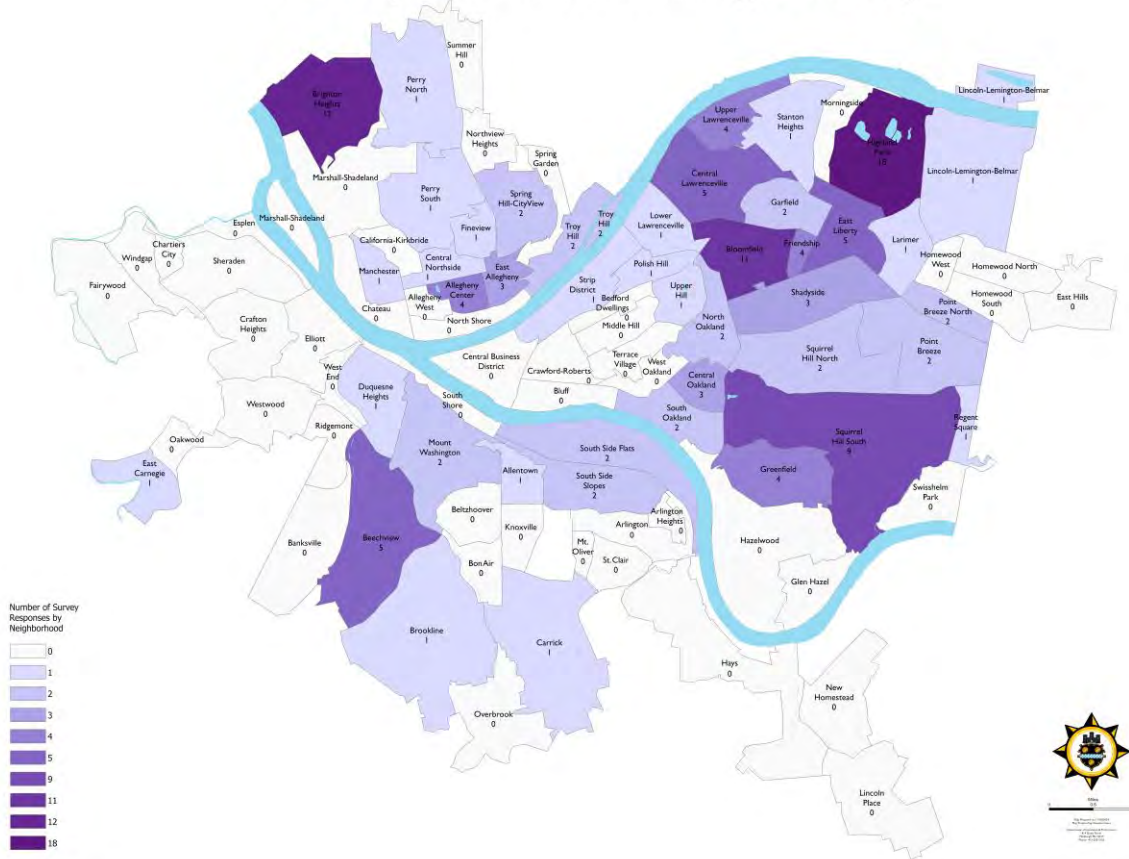 Summer
Hill
0
Perry
North
1
Brighton
Heights
12
Lincoln-Lemington-Belmar
1
Morningside
0
Upper
Lawrenceville
4
Stanton
Heights
1
Northview
Heights
0
Spring
Garden
0
Highland
Park
18
Marshall-Shadeland
0
Lincoln-Lemington-Belmar
1
Central
Lawrenceville
5
Perry
South
1
Spring
Hill-CityView
2
Garfield
2
Troy
Hill
2
Troy
Hill
2
Lower
Lawrenceville
1
East
Liberty
5
Esplen
0
Marshall-Shadeland
0
Fineview
1
California-Kirkbride
0
Bloomfield
11
Friendship
4
Larimer
1
Chartiers
City
0
Windgap
0
Sheraden
0
Homewood
West
0
Homewood North
0
Central
Northside
1
East
Allegheny
3
Polish Hill
1
Manchester
1
Fairywood
0
Allegheny
Center
4
Strip
District
1
Upper
Hill
1
Shadyside
3
Homewood
South
0
East Hills
0
Allegheny
West
0
Bedford
Dwellings
0
Point
Breeze North
2
Chateau
0
North Shore
0
Middle Hill
0
North
Oakland
2
Crafton
Heights
0
Elliott
0
Squirrel
Hill North
2
Point
Breeze
2
Central Business
District
0
Terrace
Village
0
West
Oakland
0
West
End
0
Crawford-Roberts
0
Central
Oakland
3
Duquesne
Heights
1
Bluff
0
South
Shore
0
Westwood
0
South
Oakland
2
Regent
Square
1
Ridgemont
0
Oakwood
0
Squirrel
Hill South
9
Mount
Washington
2
South Side Flats
2
East
Carnegie
1
Allentown
1
South Side
Slopes
2
Greenfield
4
Swisshelm
Park
0
Beltzhoover
0
Arlington
Heights
0
Knoxville
0
Arlington
0
Banksville
0
Beechview
5
Hazelwood
0
Mt.
Oliver
0
St. Clair
0
Bon Air
0
Glen Hazel
0
Number of Survey
Responses by
Neighborhood
0
1
2
3
4
5
9
11
12
18
Brookline
1
Carrick
1
Hays
0
New
Homestead
0
Overbrook
0
Lincoln
Place
0
Miles